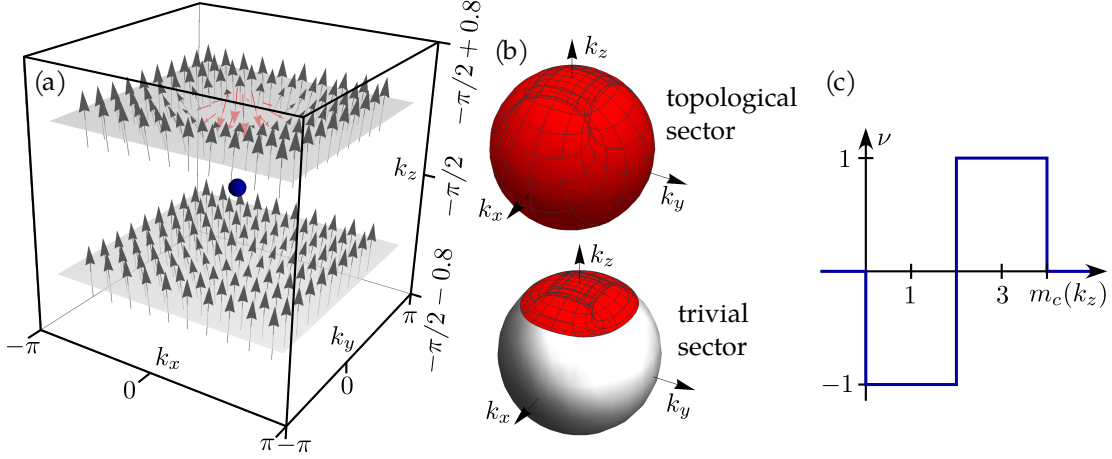 (a)
−π/2 + 0.8
k_z
−π/2
−π/2 − 0.8
−π
k_x
0
π
−π
k_y
0
π
(b)
k_z
topological
sector
k_y
k_x
k_z
trivial
sector
k_y
k_x
(c)
ν
1
1
3
m_c(k_z)
−1